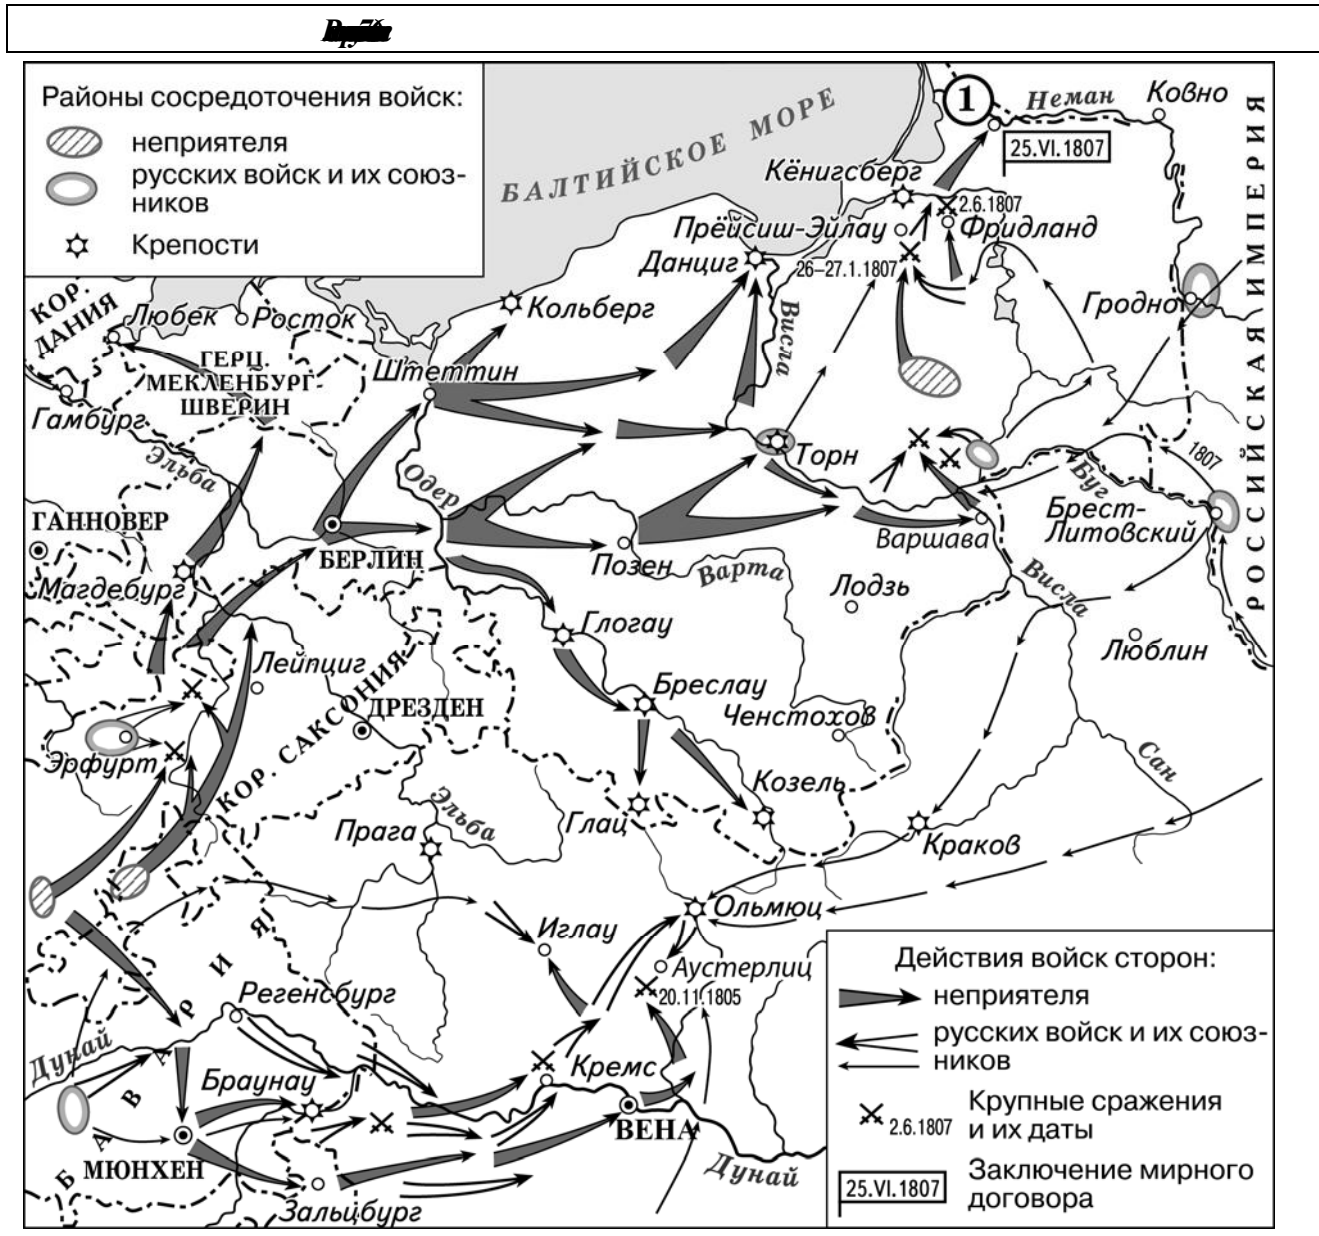 Районы сосредоточения войск:
неприятеля
русских войск и их союз-
ников
Крепости
БАЛТИЙСКОЕ МОРЕ
1
Неман
Ковно
25.VI.1807
РОССИЙСКАЯ ИМПЕРИЯ
Кёнигсберг
2.6.1807
Прёйсиш-Эйлау
Фридланд
Данциг
26–27.1.1807
Гродно
КОР.
ДАНИЯ
Любек
Росток
Кольберг
Висла
ГЕРЦ.
МЕКЛЕНБУРГ-
ШВЕРИН
Штеттин
Гамбург
Эльба
Одер
Торн
Буг
1807
ГАННОВЕР
БЕРЛИН
Варшава
Брест-
Литовский
Магдебург
Позен
Варта
Лодзь
Висла
Глогау
Люблин
Лейпциг
КОР. САКСОНИЯ
ДРЕЗДЕН
Бреслау
Ченстохов
Эрфурт
Сан
Козель
Эльба
Глац
Прага
Краков
Ольмюц
Иглау
Аустерлиц
20.11.1805
БАВАРИЯ
Регенсбург
Дунай
Браунау
Кремс
ВЕНА
МЮНХЕН
Дунай
Зальцбург
Действия войск сторон:
неприятеля
русских войск и их союз-
ников
2.6.1807
Крупные сражения
и их даты
25.VI.1807
Заключение мирного
договора